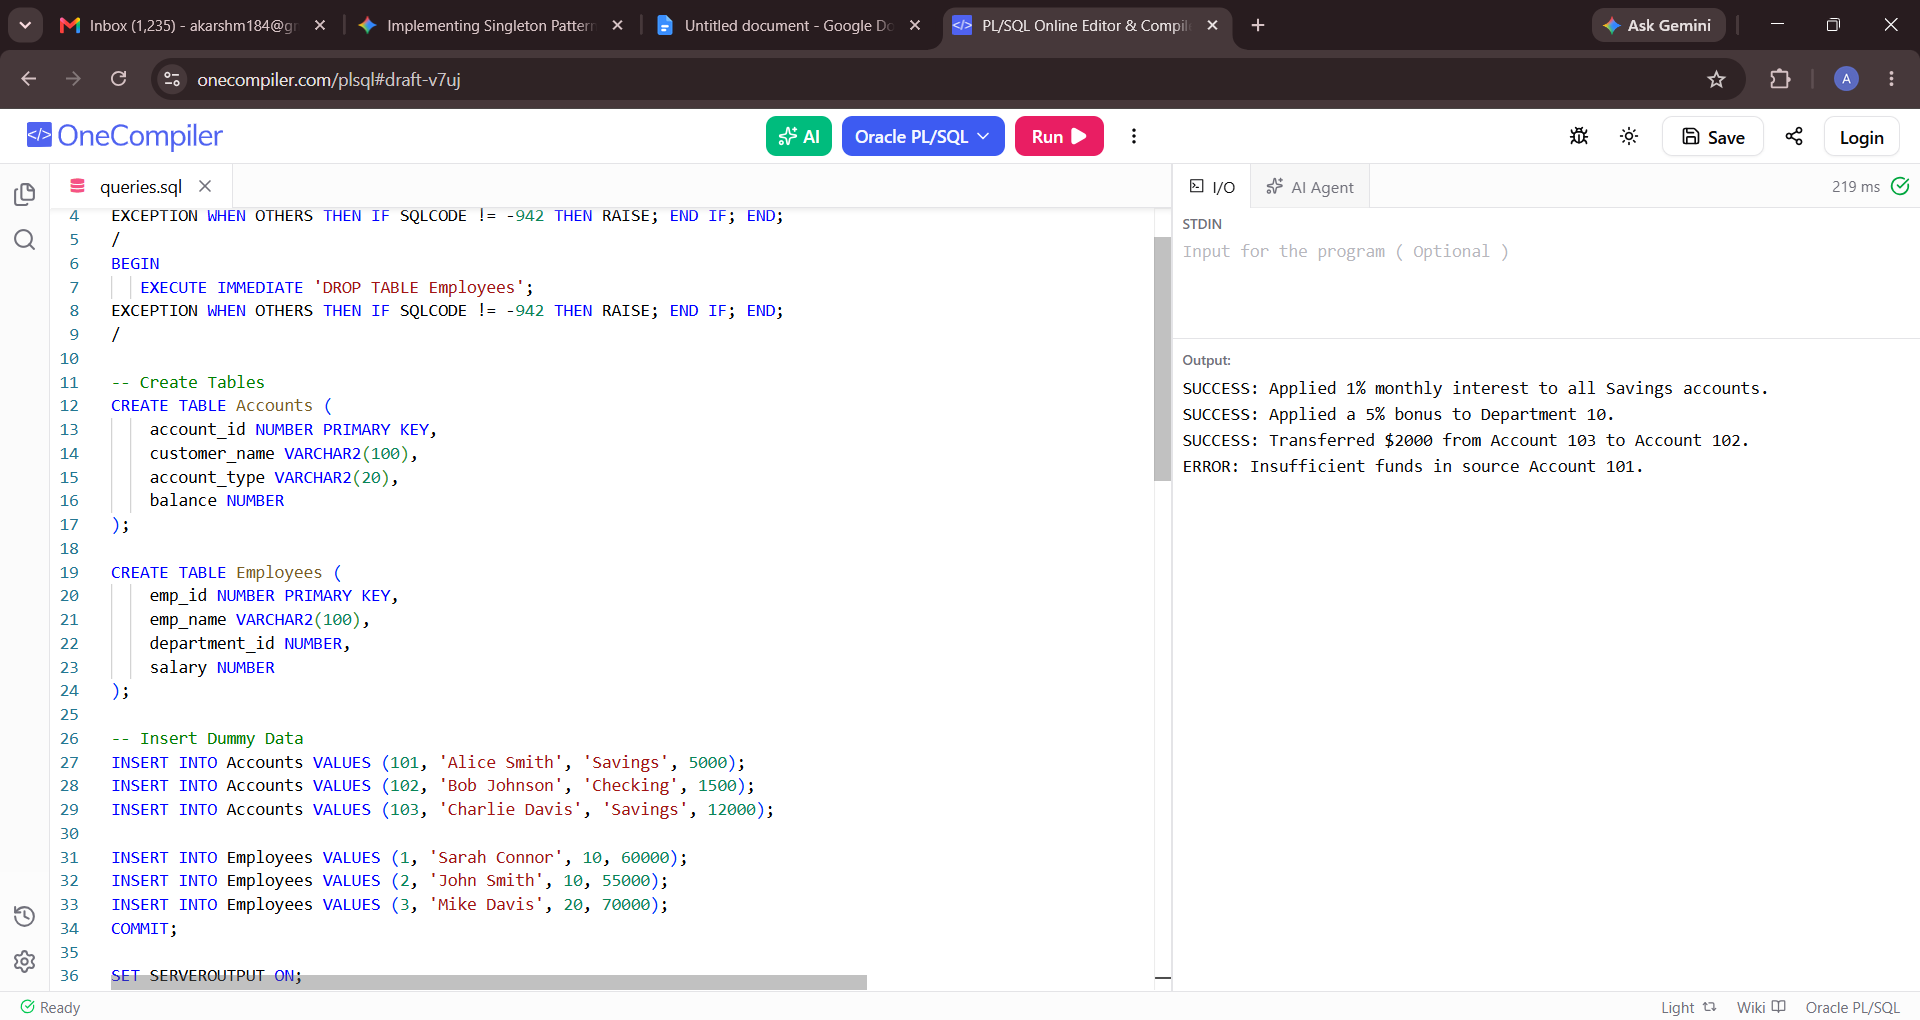 Inbox (1,235) - akarshm184@gm
Implementing Singleton Pattern
Untitled document - Google Do
PL/SQL Online Editor & Compile
Ask Gemini
onecompiler.com/plsql#draft-v7uj
A
</> OneCompiler
AI
Oracle PL/SQL
Run
Save
Login
queries.sql
I/O
AI Agent
219 ms
4 EXCEPTION WHEN OTHERS THEN IF SQLCODE != -942 THEN RAISE; END IF; END;
5 /
6 BEGIN
7 EXECUTE IMMEDIATE 'DROP TABLE Employees';
8 EXCEPTION WHEN OTHERS THEN IF SQLCODE != -942 THEN RAISE; END IF; END;
9 /
10
11 -- Create Tables
12 CREATE TABLE Accounts (
13 account_id NUMBER PRIMARY KEY,
14 customer_name VARCHAR2(100),
15 account_type VARCHAR2(20),
16 balance NUMBER
17 );
18
19 CREATE TABLE Employees (
20 emp_id NUMBER PRIMARY KEY,
21 emp_name VARCHAR2(100),
22 department_id NUMBER,
23 salary NUMBER
24 );
25
26 -- Insert Dummy Data
27 INSERT INTO Accounts VALUES (101, 'Alice Smith', 'Savings', 5000);
28 INSERT INTO Accounts VALUES (102, 'Bob Johnson', 'Checking', 1500);
29 INSERT INTO Accounts VALUES (103, 'Charlie Davis', 'Savings', 12000);
30
31 INSERT INTO Employees VALUES (1, 'Sarah Connor', 10, 60000);
32 INSERT INTO Employees VALUES (2, 'John Smith', 10, 55000);
33 INSERT INTO Employees VALUES (3, 'Mike Davis', 20, 70000);
34 COMMIT;
35
36 SET SERVEROUTPUT ON;
STDIN
Input for the program ( Optional )
Output:
SUCCESS: Applied 1% monthly interest to all Savings accounts.
SUCCESS: Applied a 5% bonus to Department 10.
SUCCESS: Transferred $2000 from Account 103 to Account 102.
ERROR: Insufficient funds in source Account 101.
Ready
Light
Wiki
Oracle PL/SQL